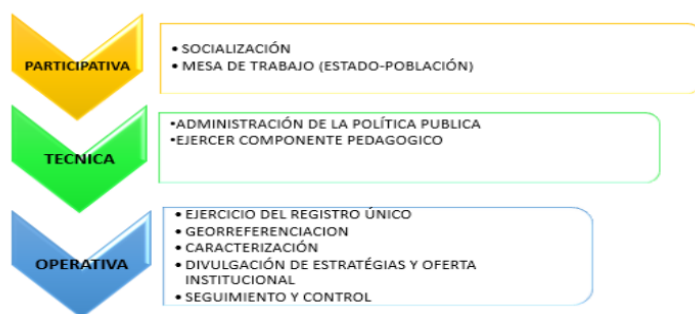 PARTICIPATIVA
• SOCIALIZACIÓN
• MESA DE TRABAJO (ESTADO-POBLACIÓN)
TECNICA
•ADMINISTRACIÓN DE LA POLÍTICA PUBLICA
•EJERCER COMPONENTE PEDAGOGICO
OPERATIVA
• EJERCICIO DEL REGISTRO ÚNICO
• GEORREFERENCIACION
• CARACTERIZACIÓN
• DIVULGACIÓN DE ESTRATÉGIAS Y OFERTA
INSTITUCIONAL
• SEGUIMIENTO Y CONTROL